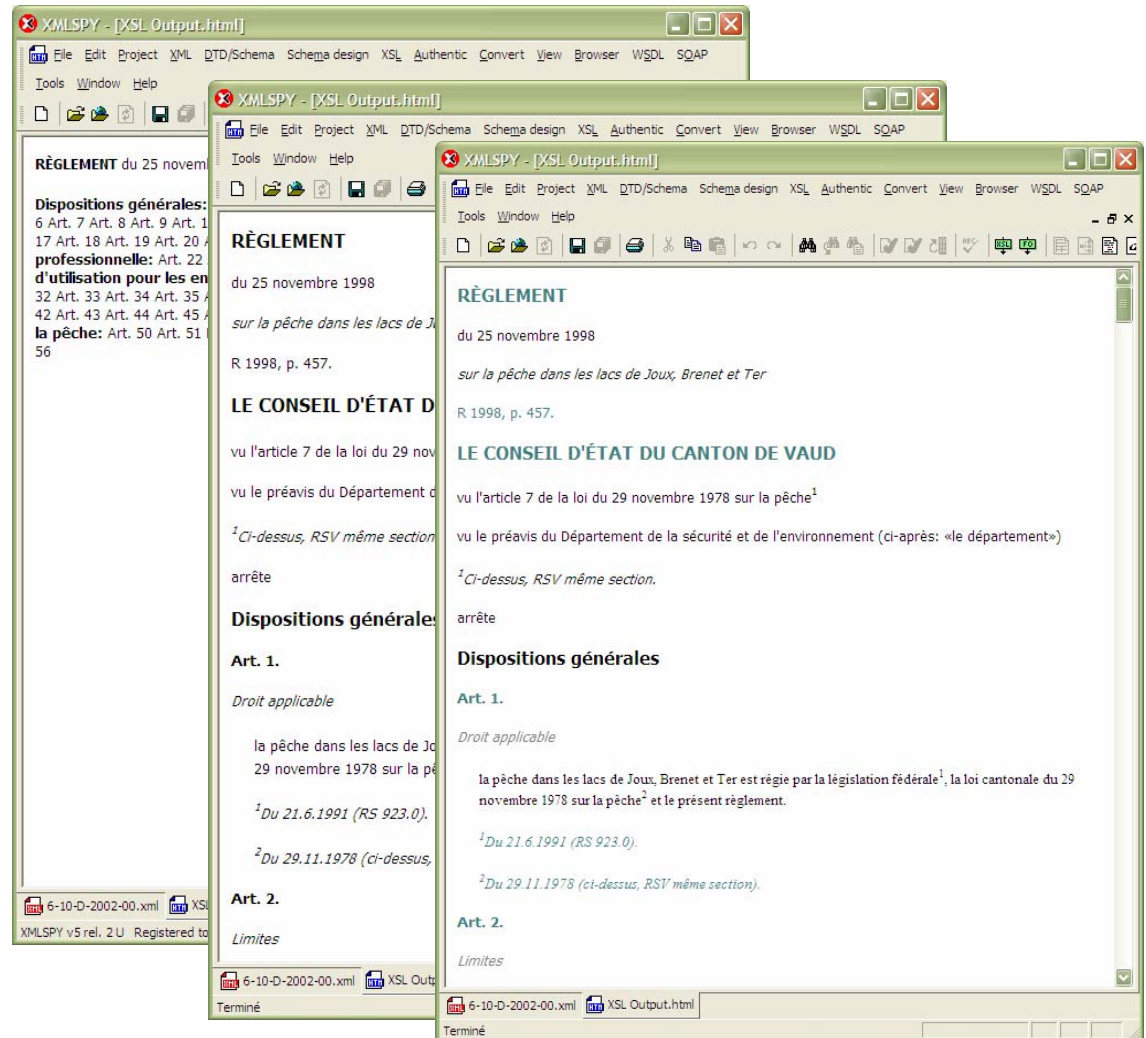 XMLSPY - [XSL Output.html]
File Edit Project XML DTD/Schema Schema design XSL Authentic Convert View Browser WSDL SOAP
Tools Window Help
RÈGLEMENT du 25 novem
Dispositions générales:
6 Art. 7 Art. 8 Art. 9 Art. 1
17 Art. 18 Art. 19 Art. 20
professionnelle: Art. 22
d'utilisation pour les en
32 Art. 33 Art. 34 Art. 35
42 Art. 43 Art. 44 Art. 45
la pêche: Art. 50 Art. 51
56
6-10-D-2002-00.xml XSL
XMLSPY v5 rel. 2 U Registered to
XMLSPY - [XSL Output.html]
File Edit Project XML DTD/Schema Schema design XSL Authentic Convert View Browser WSDL SOAP
Tools Window Help
RÈGLEMENT
du 25 novembre 1998
sur la pêche dans les lacs de Jo
R 1998, p. 457.
LE CONSEIL D'ÉTAT D
vu l'article 7 de la loi du 29 nov
vu le préavis du Département d
1Ci-dessus, RSV même section
arrête
Dispositions générales
Art. 1.
Droit applicable
la pêche dans les lacs de Jo
29 novembre 1978 sur la pê
1Du 21.6.1991 (RS 923.0).
2Du 29.11.1978 (ci-dessus,
Art. 2.
Limites
6-10-D-2002-00.xml XSL Outp
Terminé
XMLSPY - [XSL Output.html]
File Edit Project XML DTD/Schema Schema design XSL Authentic Convert View Browser WSDL SOAP
Tools Window Help
RÈGLEMENT
du 25 novembre 1998
sur la pêche dans les lacs de Joux, Brenet et Ter
R 1998, p. 457.
LE CONSEIL D'ÉTAT DU CANTON DE VAUD
vu l'article 7 de la loi du 29 novembre 1978 sur la pêche1
vu le préavis du Département de la sécurité et de l'environnement (ci-après: «le département»)
1Ci-dessus, RSV même section.
arrête
Dispositions générales
Art. 1.
Droit applicable
la pêche dans les lacs de Joux, Brenet et Ter est régie par la législation fédérale1, la loi cantonale du 29
novembre 1978 sur la pêche2 et le présent règlement.
1Du 21.6.1991 (RS 923.0).
2Du 29.11.1978 (ci-dessus, RSV même section).
Art. 2.
Limites
6-10-D-2002-00.xml XSL Output.html
Terminé